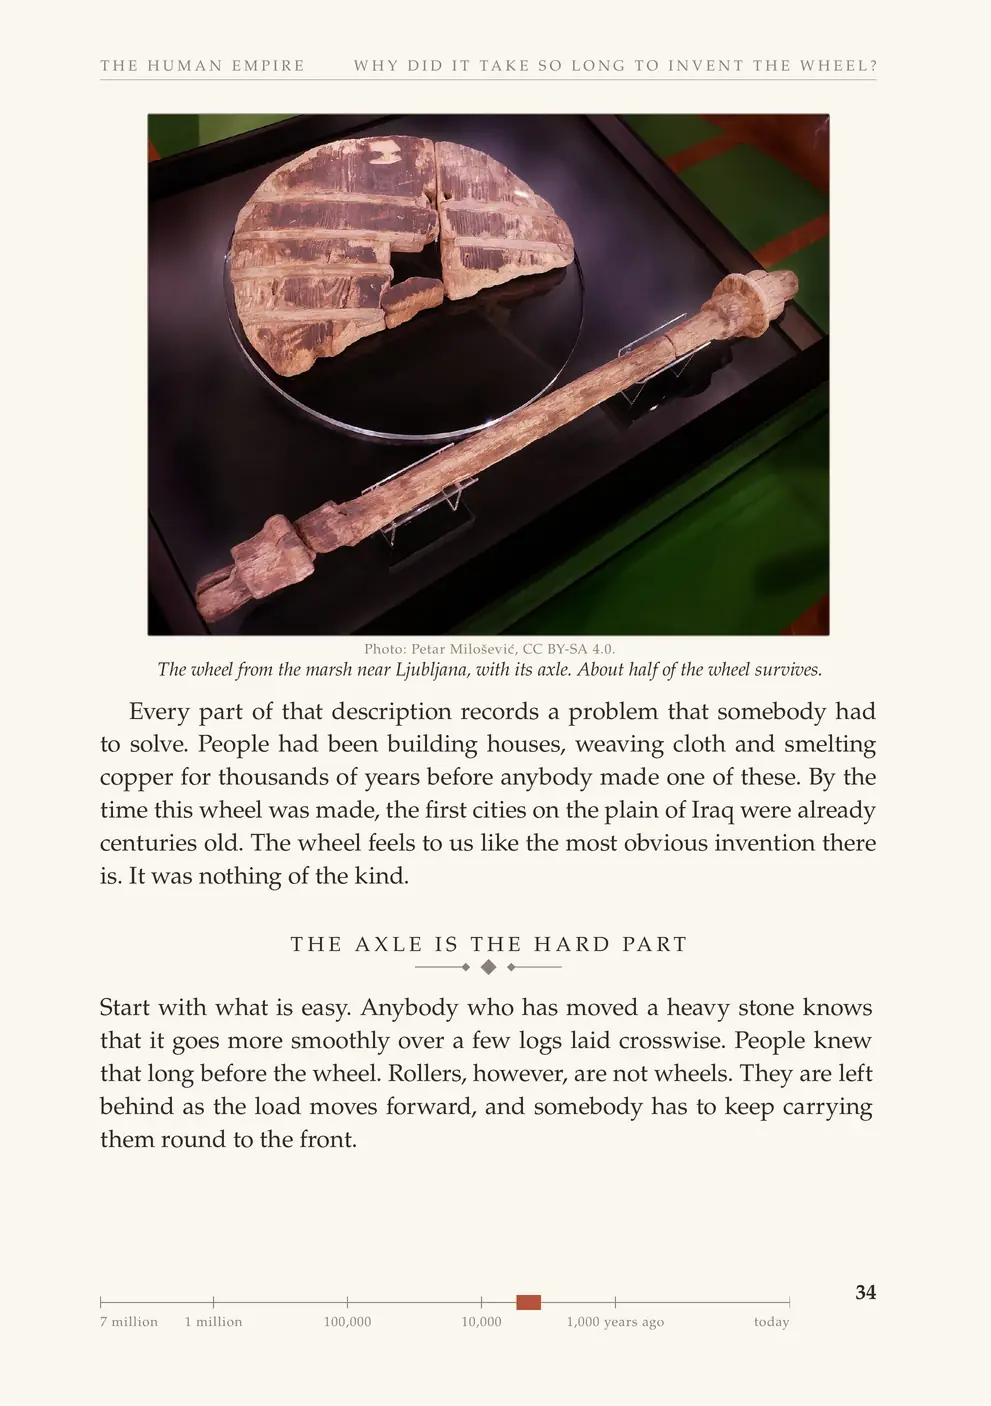 THE HUMAN EMPIRE WHY DID IT TAKE SO LONG TO INVENT THE WHEEL?
Photo: Petar Milošević, CC BY-SA 4.0.
The wheel from the marsh near Ljubljana, with its axle. About half of the wheel survives.
Every part of that description records a problem that somebody had
to solve. People had been building houses, weaving cloth and smelting
copper for thousands of years before anybody made one of these. By the
time this wheel was made, the first cities on the plain of Iraq were already
centuries old. The wheel feels to us like the most obvious invention there
is. It was nothing of the kind.
THE AXLE IS THE HARD PART
Start with what is easy. Anybody who has moved a heavy stone knows
that it goes more smoothly over a few logs laid crosswise. People knew
that long before the wheel. Rollers, however, are not wheels. They are left
behind as the load moves forward, and somebody has to keep carrying
them round to the front.
34
7 million 1 million 100,000 10,000 1,000 years ago today